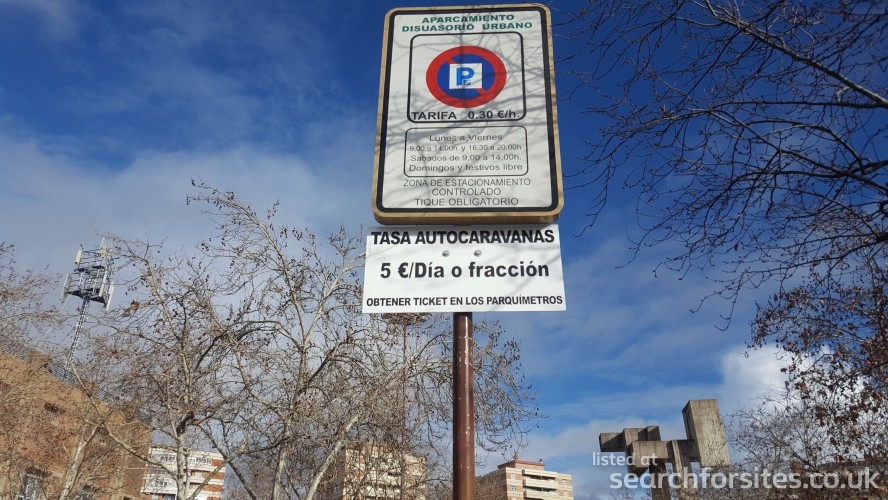 APARCAMIENTO
DISUASORIO URBANO
P
TARIFA 0.30 €/h.
Lunes a Viernes
9,00 a 14,00h. y 16,30 a 20,00h
Sabados de 9,00 a 14,00h.
Domingos y festivos libre
ZONA DE ESTACIONAMIENTO
CONTROLADO
TIQUE OBLIGATORIO
TASA AUTOCARAVANAS
5 €/Día o fracción
OBTENER TICKET EN LOS PARQUÍMETROS
listed at
searchforsites.co.uk